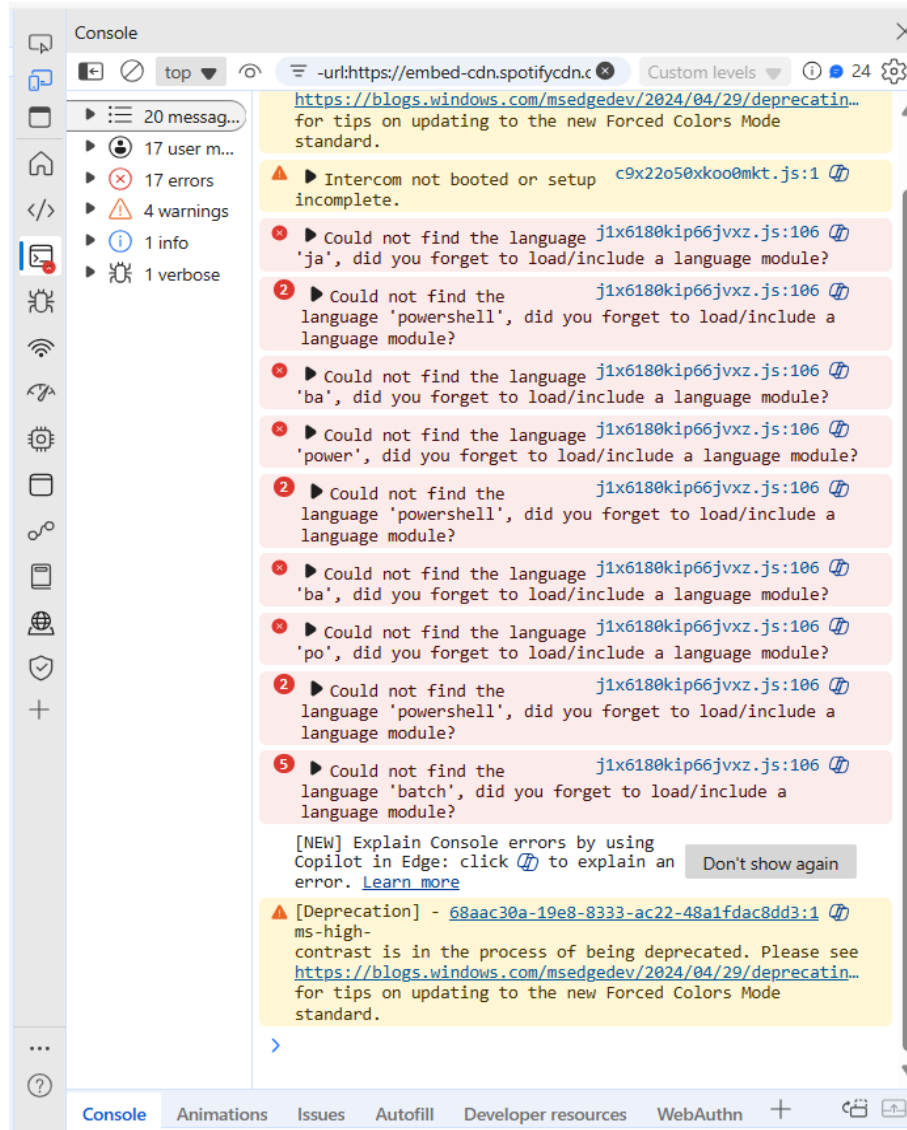 Console
top
-url:https://embed-cdn.spotifycdn.c
Custom levels
24
20 messag...
17 user m...
17 errors
4 warnings
1 info
1 verbose
https://blogs.windows.com/msedgedev/2024/04/29/deprecatin…
for tips on updating to the new Forced Colors Mode
standard.
Intercom not booted or setup c9x22o50xkoo0mkt.js:1
incomplete.
Could not find the language j1x6180kip66jvxz.js:106
'ja', did you forget to load/include a language module?
2 Could not find the j1x6180kip66jvxz.js:106
language 'powershell', did you forget to load/include a
language module?
Could not find the language j1x6180kip66jvxz.js:106
'ba', did you forget to load/include a language module?
Could not find the language j1x6180kip66jvxz.js:106
'power', did you forget to load/include a language module?
2 Could not find the j1x6180kip66jvxz.js:106
language 'powershell', did you forget to load/include a
language module?
Could not find the language j1x6180kip66jvxz.js:106
'ba', did you forget to load/include a language module?
Could not find the language j1x6180kip66jvxz.js:106
'po', did you forget to load/include a language module?
2 Could not find the j1x6180kip66jvxz.js:106
language 'powershell', did you forget to load/include a
language module?
5 Could not find the j1x6180kip66jvxz.js:106
language 'batch', did you forget to load/include a
language module?
[NEW] Explain Console errors by using
Copilot in Edge: click to explain an
error. Learn more
Don't show again
[Deprecation] - 68aac30a-19e8-8333-ac22-48a1fdac8dd3:1
ms-high-
contrast is in the process of being deprecated. Please see
https://blogs.windows.com/msedgedev/2024/04/29/deprecatin…
for tips on updating to the new Forced Colors Mode
standard.
Console Animations Issues Autofill Developer resources WebAuthn